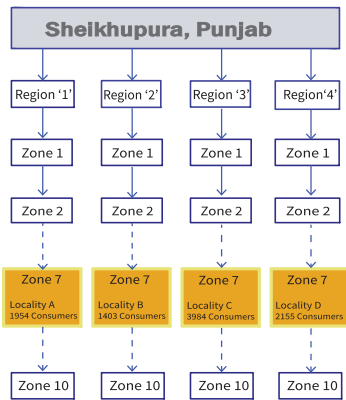 Sheikhupura, Punjab
Region ‘1’
Region ‘2’
Region ‘3’
Region‘4’
Zone 1
Zone 1
Zone 1
Zone 1
Zone 2
Zone 2
Zone 2
Zone 2
Zone 7
Locality A
1954 Consumers
Zone 7
Locality B
1403 Consumers
Zone 7
Locality C
3984 Consumers
Zone 7
Locality D
2155 Consumers
Zone 10
Zone 10
Zone 10
Zone 10